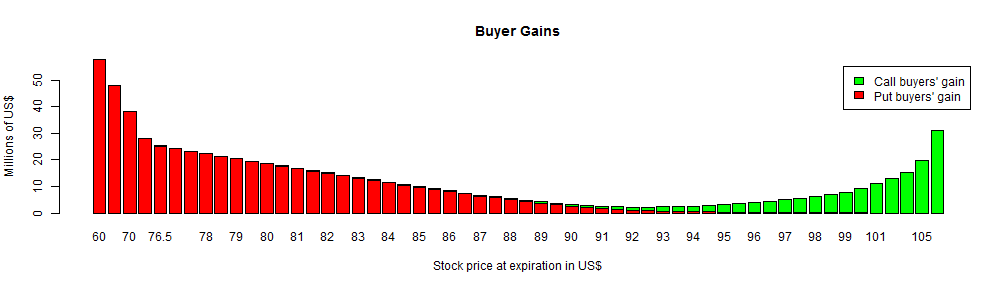 Buyer Gains
Call buyers' gain
Put buyers' gain
Millions of US$
50
40
30
20
10
0
60 70 76.5 78 79 80 81 82 83 84 85 86 87 88 89 90 91 92 93 94 95 96 97 98 99 101 105
Stock price at expiration in US$